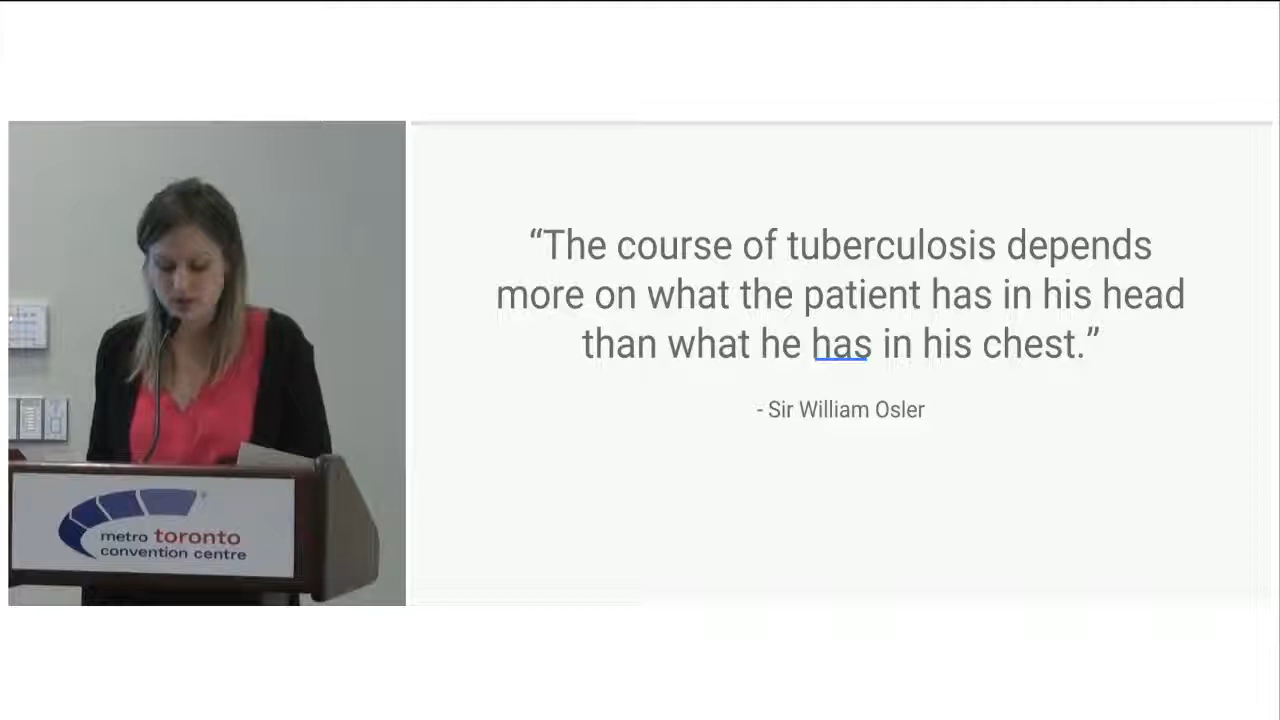 “The course of tuberculosis depends
more on what the patient has in his head
than what he has in his chest.”
- Sir William Osler
metro toronto
convention centre